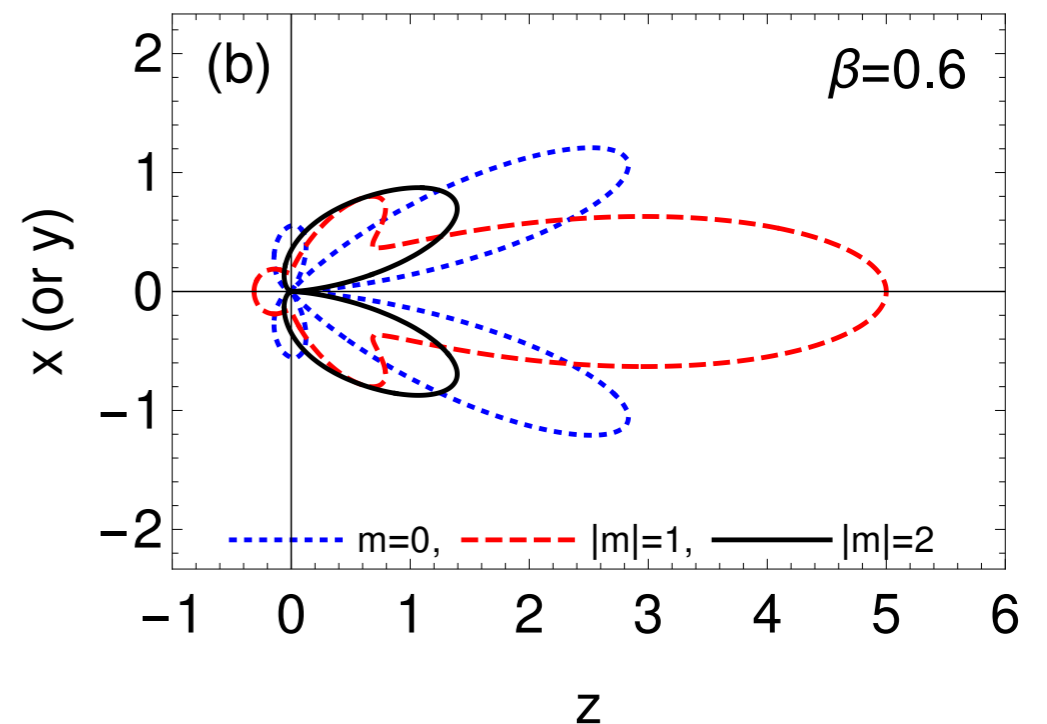 (b) β=0.6
2
1
0
−1
−2
x (or y)
m=0, |m|=1, |m|=2
−1 0 1 2 3 4 5 6
z